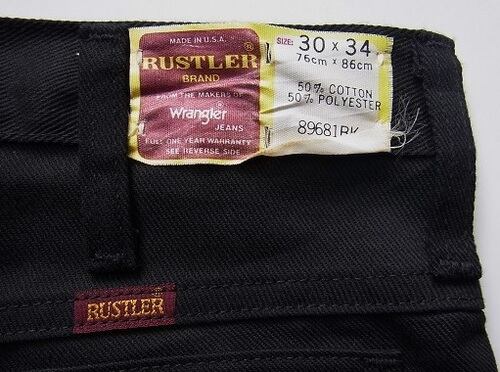 MADE IN U.S.A.
RUSTLER®
BRAND
FROM THE MAKERS OF
Wrangler
JEANS
FULL ONE YEAR WARRANTY
SEE REVERSE SIDE
SIZE: 30 x 34
76cm x 86cm
50% COTTON
50% POLYESTER
89681BK
RUSTLER